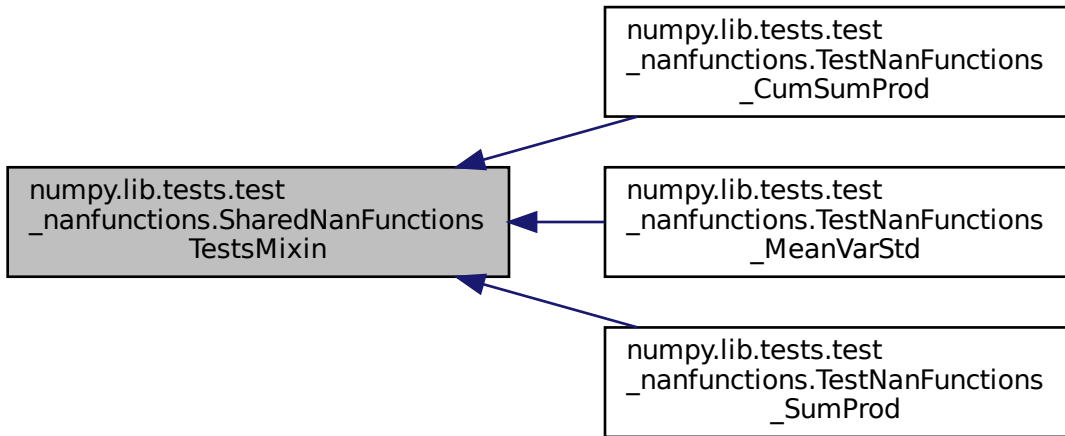 numpy.lib.tests.test
_nanfunctions.TestNanFunctions
_CumSumProd
numpy.lib.tests.test
_nanfunctions.SharedNanFunctions
TestsMixin
numpy.lib.tests.test
_nanfunctions.TestNanFunctions
_MeanVarStd
numpy.lib.tests.test
_nanfunctions.TestNanFunctions
_SumProd